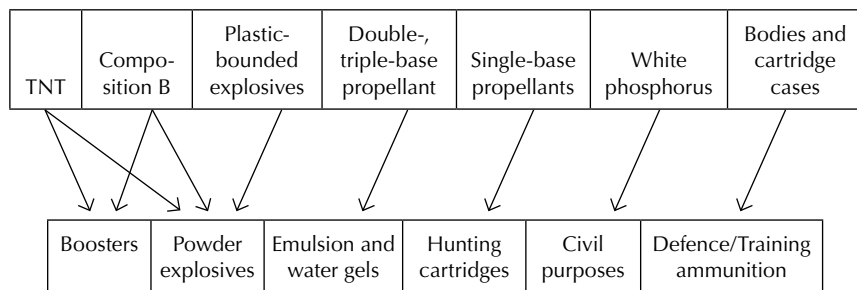 TNT
Compo-
sition B
Plastic-
bounded
explosives
Double-,
triple-base
propellant
Single-base
propellants
White
phosphorus
Bodies and
cartridge
cases
Boosters
Powder
explosives
Emulsion and
water gels
Hunting
cartridges
Civil
purposes
Defence/Training
ammunition